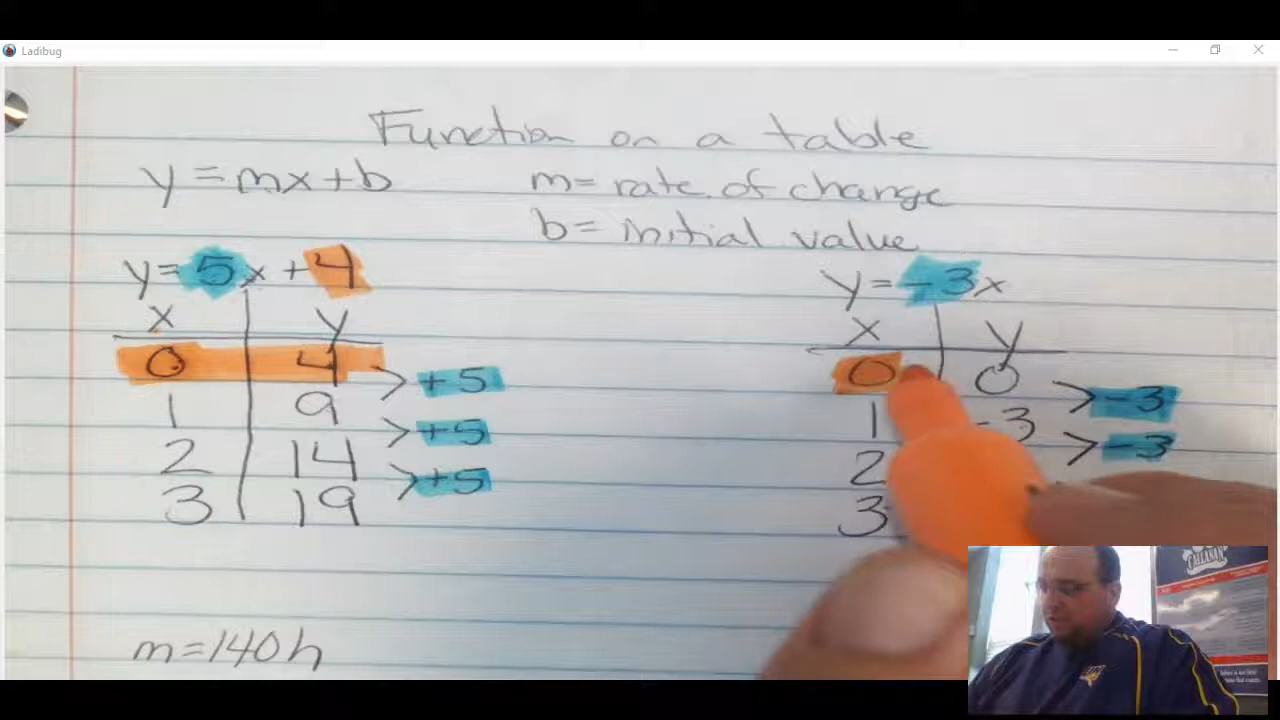 Ladibug
Function on a table
y = mx + b
m = rate of change
b = initial value
y = 5x + 4
x y
0 4
1 9
2 14
3 19
+5
+5
+5
y = -3x
x y
0 0
1 -3
2
3
-3
-3
m = 140h
CALLANAN